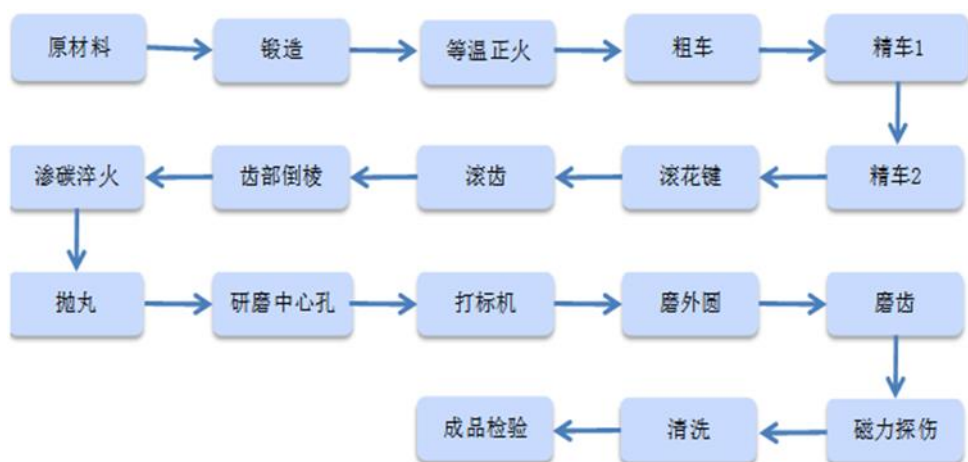 原材料
锻造
等温正火
粗车
精车1
精车2
滚花键
滚齿
齿部倒棱
渗碳淬火
抛丸
研磨中心孔
打标机
磨外圆
磨齿
磁力探伤
清洗
成品检验